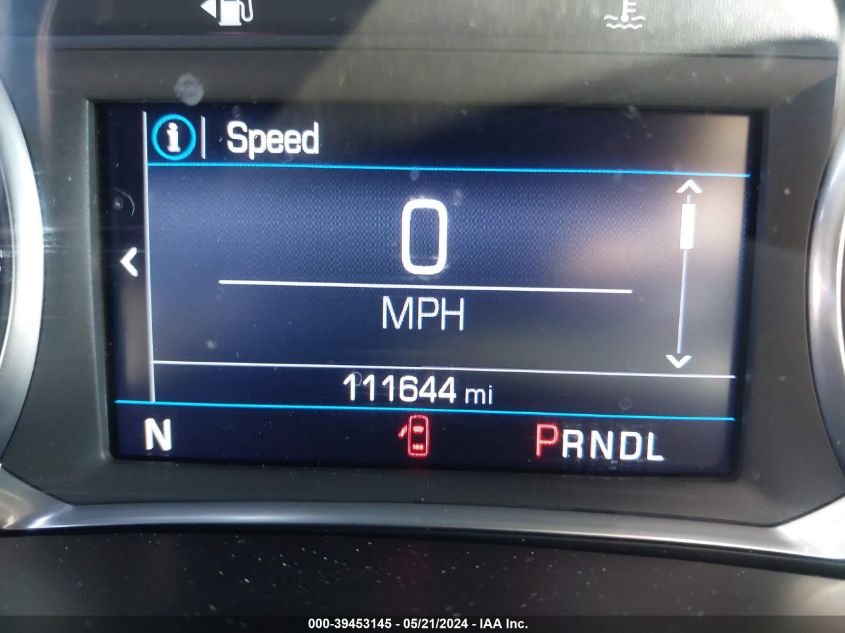 Speed
0
MPH
111644 mi
N PRNDL
000-39453145 - 05/21/2024 - IAA Inc.